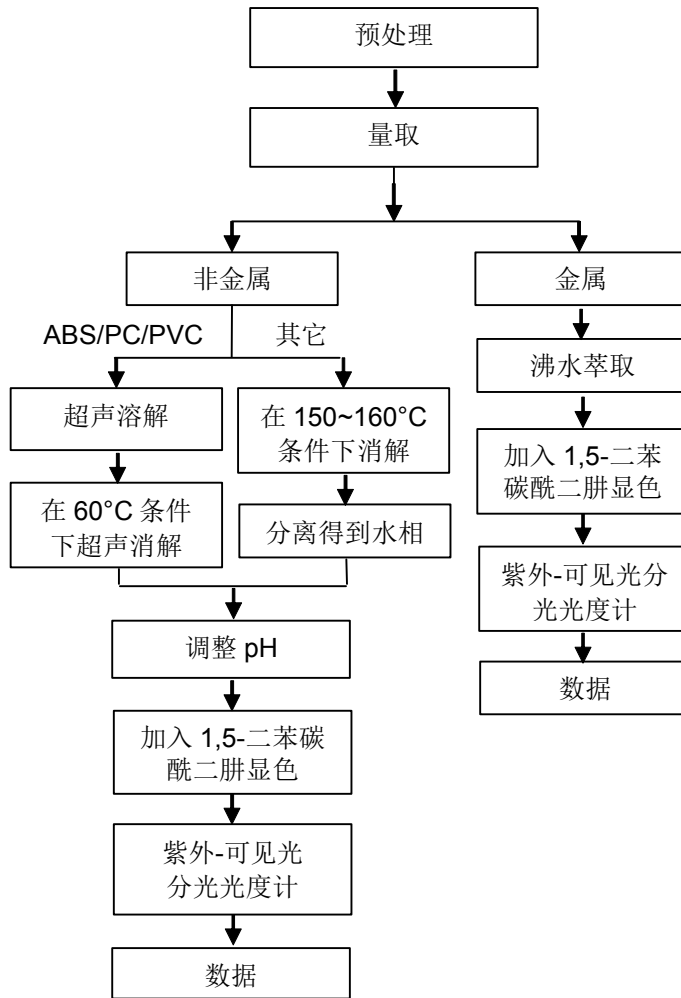 预处理
量取
非金属
金属
ABS/PC/PVC
其它
沸水萃取
超声溶解
在 150~160°C
条件下消解
加入 1,5-二苯
碳酰二肼显色
在 60°C 条件
下超声消解
分离得到水相
紫外-可见光分
光光度计
调整 pH
数据
加入 1,5-二苯碳
酰二肼显色
紫外-可见光
分光光度计
数据